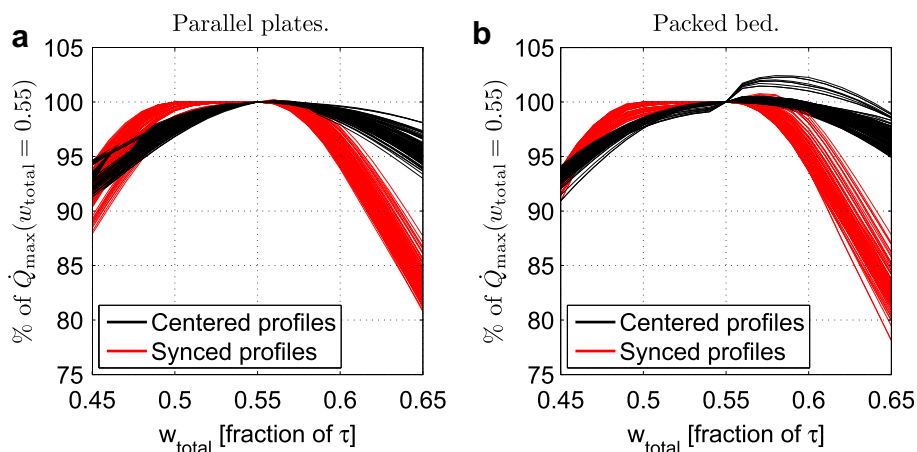 a
Parallel plates.
105
100
95
90
85
80
75
% of Q̇max(wtotal = 0.55)
Centered profiles
Synced profiles
0.45 0.5 0.55 0.6 0.65
wtotal [fraction of τ]
b
Packed bed.
105
100
95
90
85
80
75
% of Q̇max(wtotal = 0.55)
Centered profiles
Synced profiles
0.45 0.5 0.55 0.6 0.65
wtotal [fraction of τ]